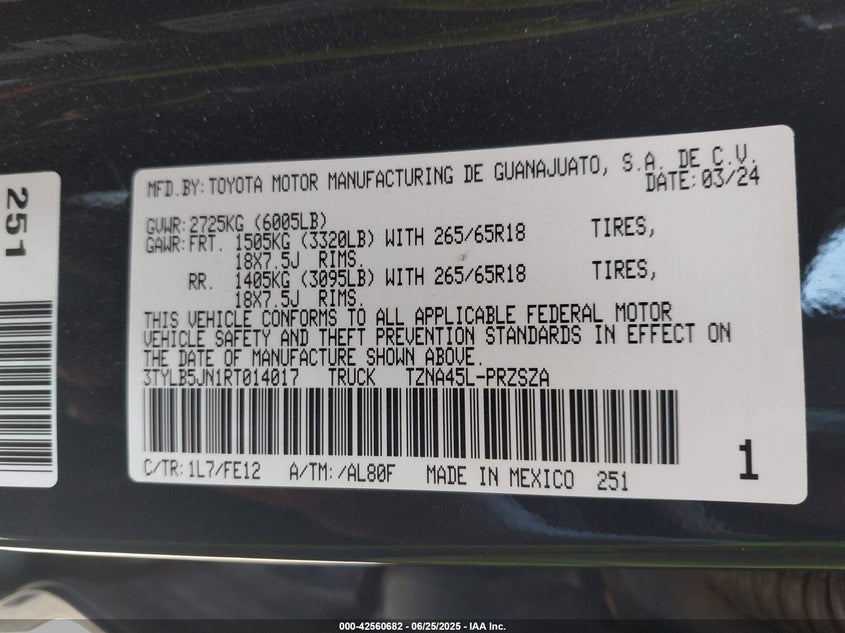 251
MFD.BY: TOYOTA MOTOR MANUFACTURING DE GUANAJUATO, S.A. DE C.V.
DATE: 03/24
GVWR: 2725KG (6005LB)
GAWR: FRT. 1505KG (3320LB) WITH 265/65R18 TIRES,
18X7.5J RIMS.
RR. 1405KG (3095LB) WITH 265/65R18 TIRES,
18X7.5J RIMS.
THIS VEHICLE CONFORMS TO ALL APPLICABLE FEDERAL MOTOR
VEHICLE SAFETY AND THEFT PREVENTION STANDARDS IN EFFECT ON
THE DATE OF MANUFACTURE SHOWN ABOVE.
3TYLB5JN1RT014017 TRUCK TZNA45L-PRZSZA
C/TR: 1L7/FE12 A/TM: /AL80F MADE IN MEXICO 251
1
000-42560682 - 06/25/2025 - IAA Inc.